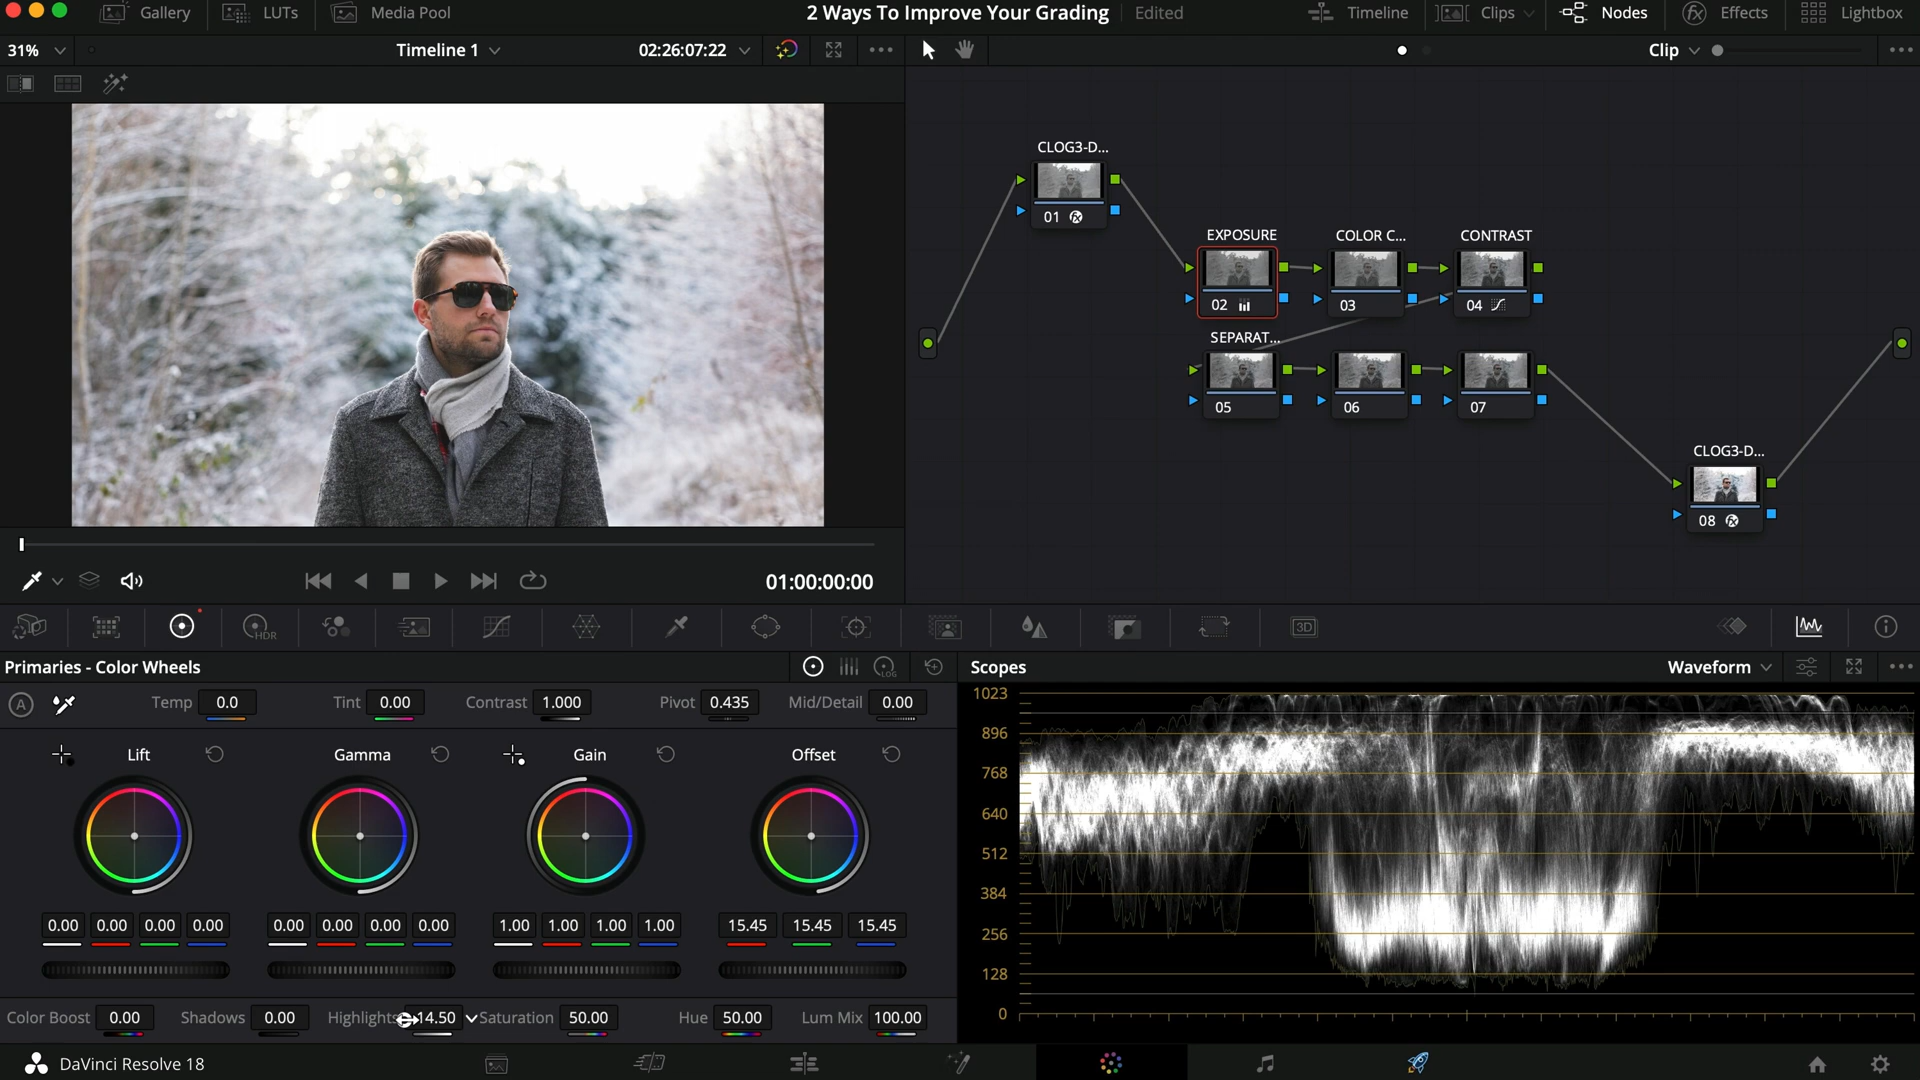 Gallery LUTs Media Pool 2 Ways To Improve Your Grading Edited Timeline Clips Nodes Effects Lightbox
31% Timeline 1 02:26:07:22 Clip
CLOG3-D...
01
EXPOSURE COLOR C... CONTRAST
02 03 04
SEPARAT...
05 06 07
CLOG3-D...
08
01:00:00:00
HDR 3D
Primaries - Color Wheels LOG
A Temp 0.0 Tint 0.00 Contrast 1.000 Pivot 0.435 Mid/Detail 0.00
Lift Gamma Gain Offset
0.00 0.00 0.00 0.00 0.00 0.00 0.00 0.00 1.00 1.00 1.00 1.00 15.45 15.45 15.45
Color Boost 0.00 Shadows 0.00 Highlights 14.50 Saturation 50.00 Hue 50.00 Lum Mix 100.00
Scopes Waveform
1023
896
768
640
512
384
256
128
0
DaVinci Resolve 18